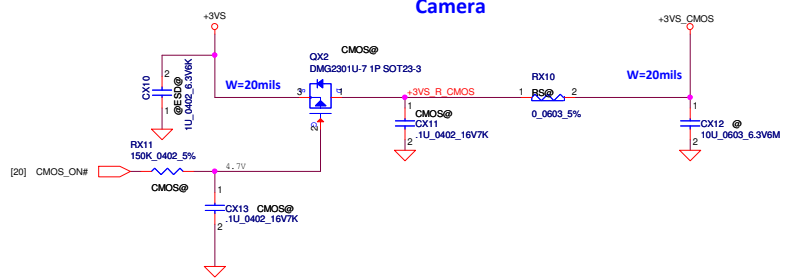 Camera
+3VS
+3VS_CMOS
QX2
CMOS@
DMG2301U-7 1P SOT23-3
W=20mils
3
1
+3VS_R_CMOS
1
RX10
RS@
2
0_0603_5%
W=20mils
2
CX10
1
@ESD@
1U_0402_6.3V6K
CMOS@
1
CX11
2
.1U_0402_16V7K
1
CX12 @
2
10U_0603_6.3V6M
2
RX11
150K_0402_5%
[20] CMOS_ON#
CMOS@
4.7V
1
CX13 CMOS@
.1U_0402_16V7K
2